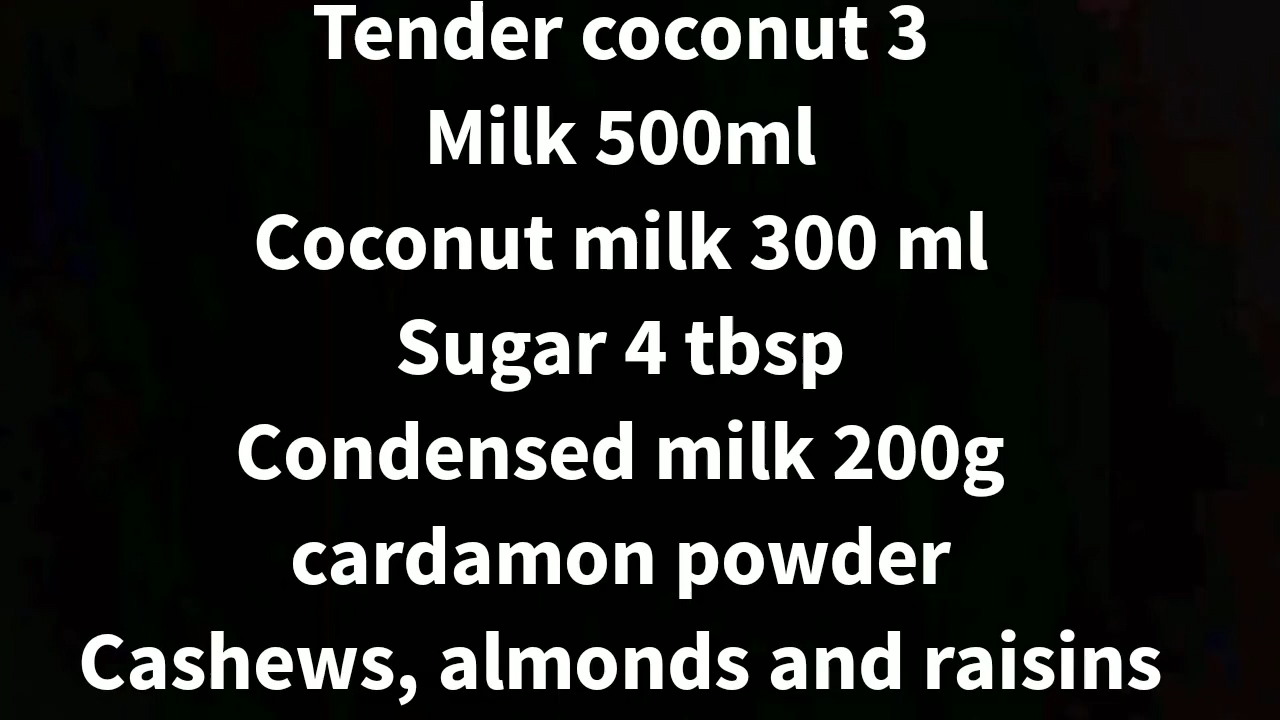 Tender coconut 3
Milk 500ml
Coconut milk 300 ml
Sugar 4 tbsp
Condensed milk 200g
cardamon powder
Cashews, almonds and raisins